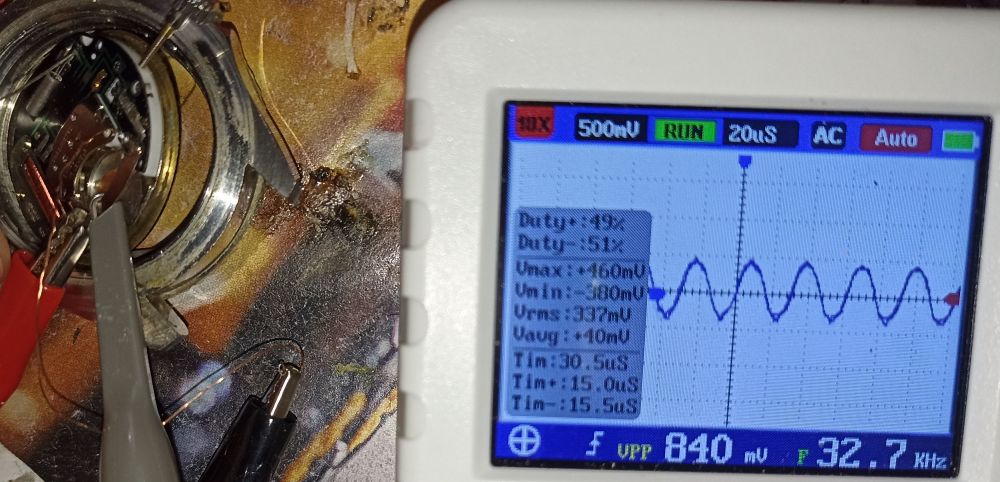 10X 500mV RUN 20uS AC Auto
Duty+:49%
Duty-:51%
Vmax:+460mV
Vmin:-380mV
Vrms:337mV
Vavg:+40mV
Tim:30.5uS
Tim+:15.0uS
Tim-:15.5uS
VPP 840 mV F 32.7 KHz